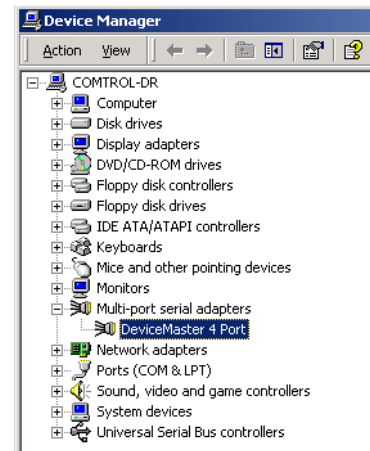 Device Manager
Action View
COMTROL-DR
Computer
Disk drives
Display adapters
DVD/CD-ROM drives
Floppy disk controllers
Floppy disk drives
IDE ATA/ATAPI controllers
Keyboards
Mice and other pointing devices
Monitors
Multi-port serial adapters
DeviceMaster 4 Port
Network adapters
Ports (COM & LPT)
Sound, video and game controllers
System devices
Universal Serial Bus controllers